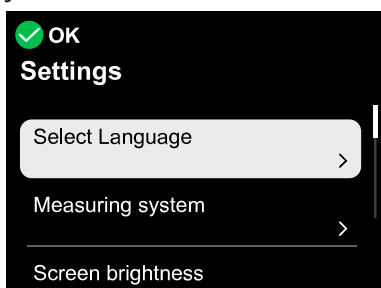 OK
Settings
Select Language
Measuring system
Screen brightness